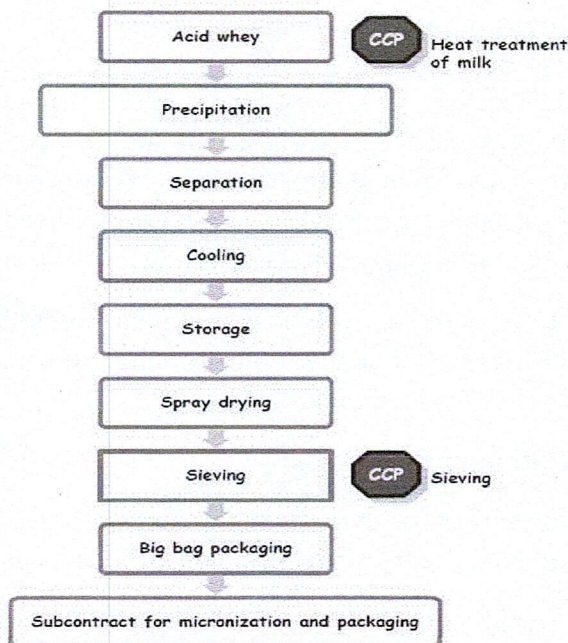 Acid whey
CCP
Heat treatment
of milk
Precipitation
Separation
Cooling
Storage
Spray drying
Sieving
CCP
Sieving
Big bag packaging
Subcontract for micronization and packaging